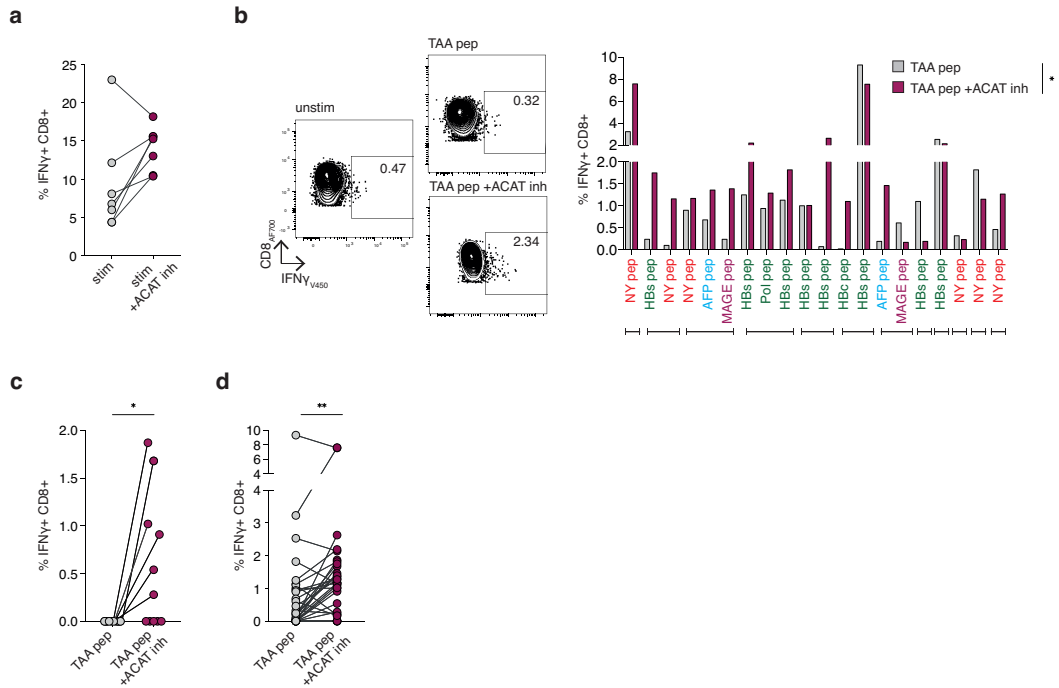 a
25
20
15
10
5
0
% IFNγ+ CD8+
stim
stim
+ACAT inh
b
unstim
0.47
CD8 AF700
IFNγ V450
TAA pep
0.32
TAA pep +ACAT inh
2.34
10
8
6
4
2
2.0
1.5
1.0
0.5
0.0
% IFNγ+ CD8+
TAA pep
TAA pep +ACAT inh
*
NY pep
HBs pep
NY pep
NY pep
AFP pep
MAGE pep
HBs pep
Pol pep
HBs pep
HBs pep
HBs pep
HBc pep
HBs pep
AFP pep
MAGE pep
HBs pep
HBs pep
NY pep
NY pep
NY pep
c
*
2.0
1.5
1.0
0.5
0.0
% IFNγ+ CD8+
TAA pep
TAA pep
+ACAT inh
d
**
10
8
6
4
4
3
2
1
0
% IFNγ+ CD8+
TAA pep
TAA pep
+ACAT inh